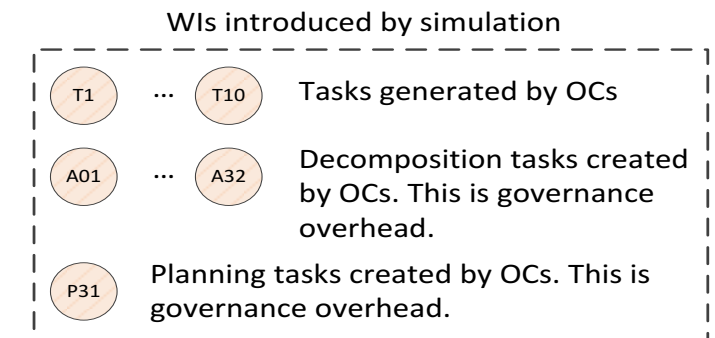 WIs introduced by simulation
T1 ... T10 Tasks generated by OCs
A01 ... A32 Decomposition tasks created
by OCs. This is governance
overhead.
P31 Planning tasks created by OCs. This is
governance overhead.